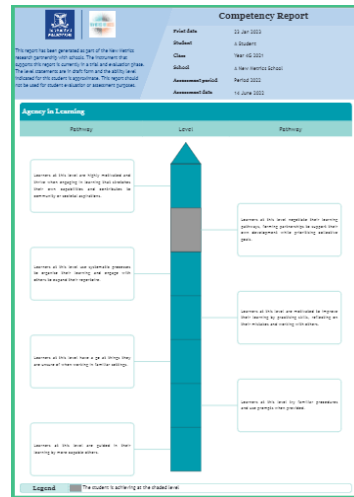 Competency Report
THE UNIVERSITY OF
MELBOURNE
This report has been generated as part of the New Metrics
research partnership with schools. The instrument that
supports this report is currently in a trial and evaluation phase.
The level statements are in draft form and the ability level
indicated for this student is approximate. This report should
not be used for student evaluation or assessment purposes.
Print date 23 Jan 2023
Student A Student
Class Year AG 2021
School A New Metrics School
Assessment period Period 2022
Assessment date 14 June 2022
Agency in Learning
Pathway Level Pathway
Learners at this level are highly motivated and
thrive when engaging in learning that stretches
their own capabilities and contributes to
community or societal aspirations.
Learners at this level negotiate their learning
pathways, forming partnerships to support their
own development while prioritising collective
goals.
Learners at this level use systematic processes
to organise their learning and engage with
others to expand their repertoire.
Learners at this level are motivated to improve
their learning by practising skills, reflecting on
their mistakes and working with others.
Learners at this level have a go at things they
are unsure of when working in familiar settings.
Learners at this level try familiar procedures
and use prompts when provided.
Learners at this level are guided in their
learning by more capable others.
Legend The student is achieving at the shaded level